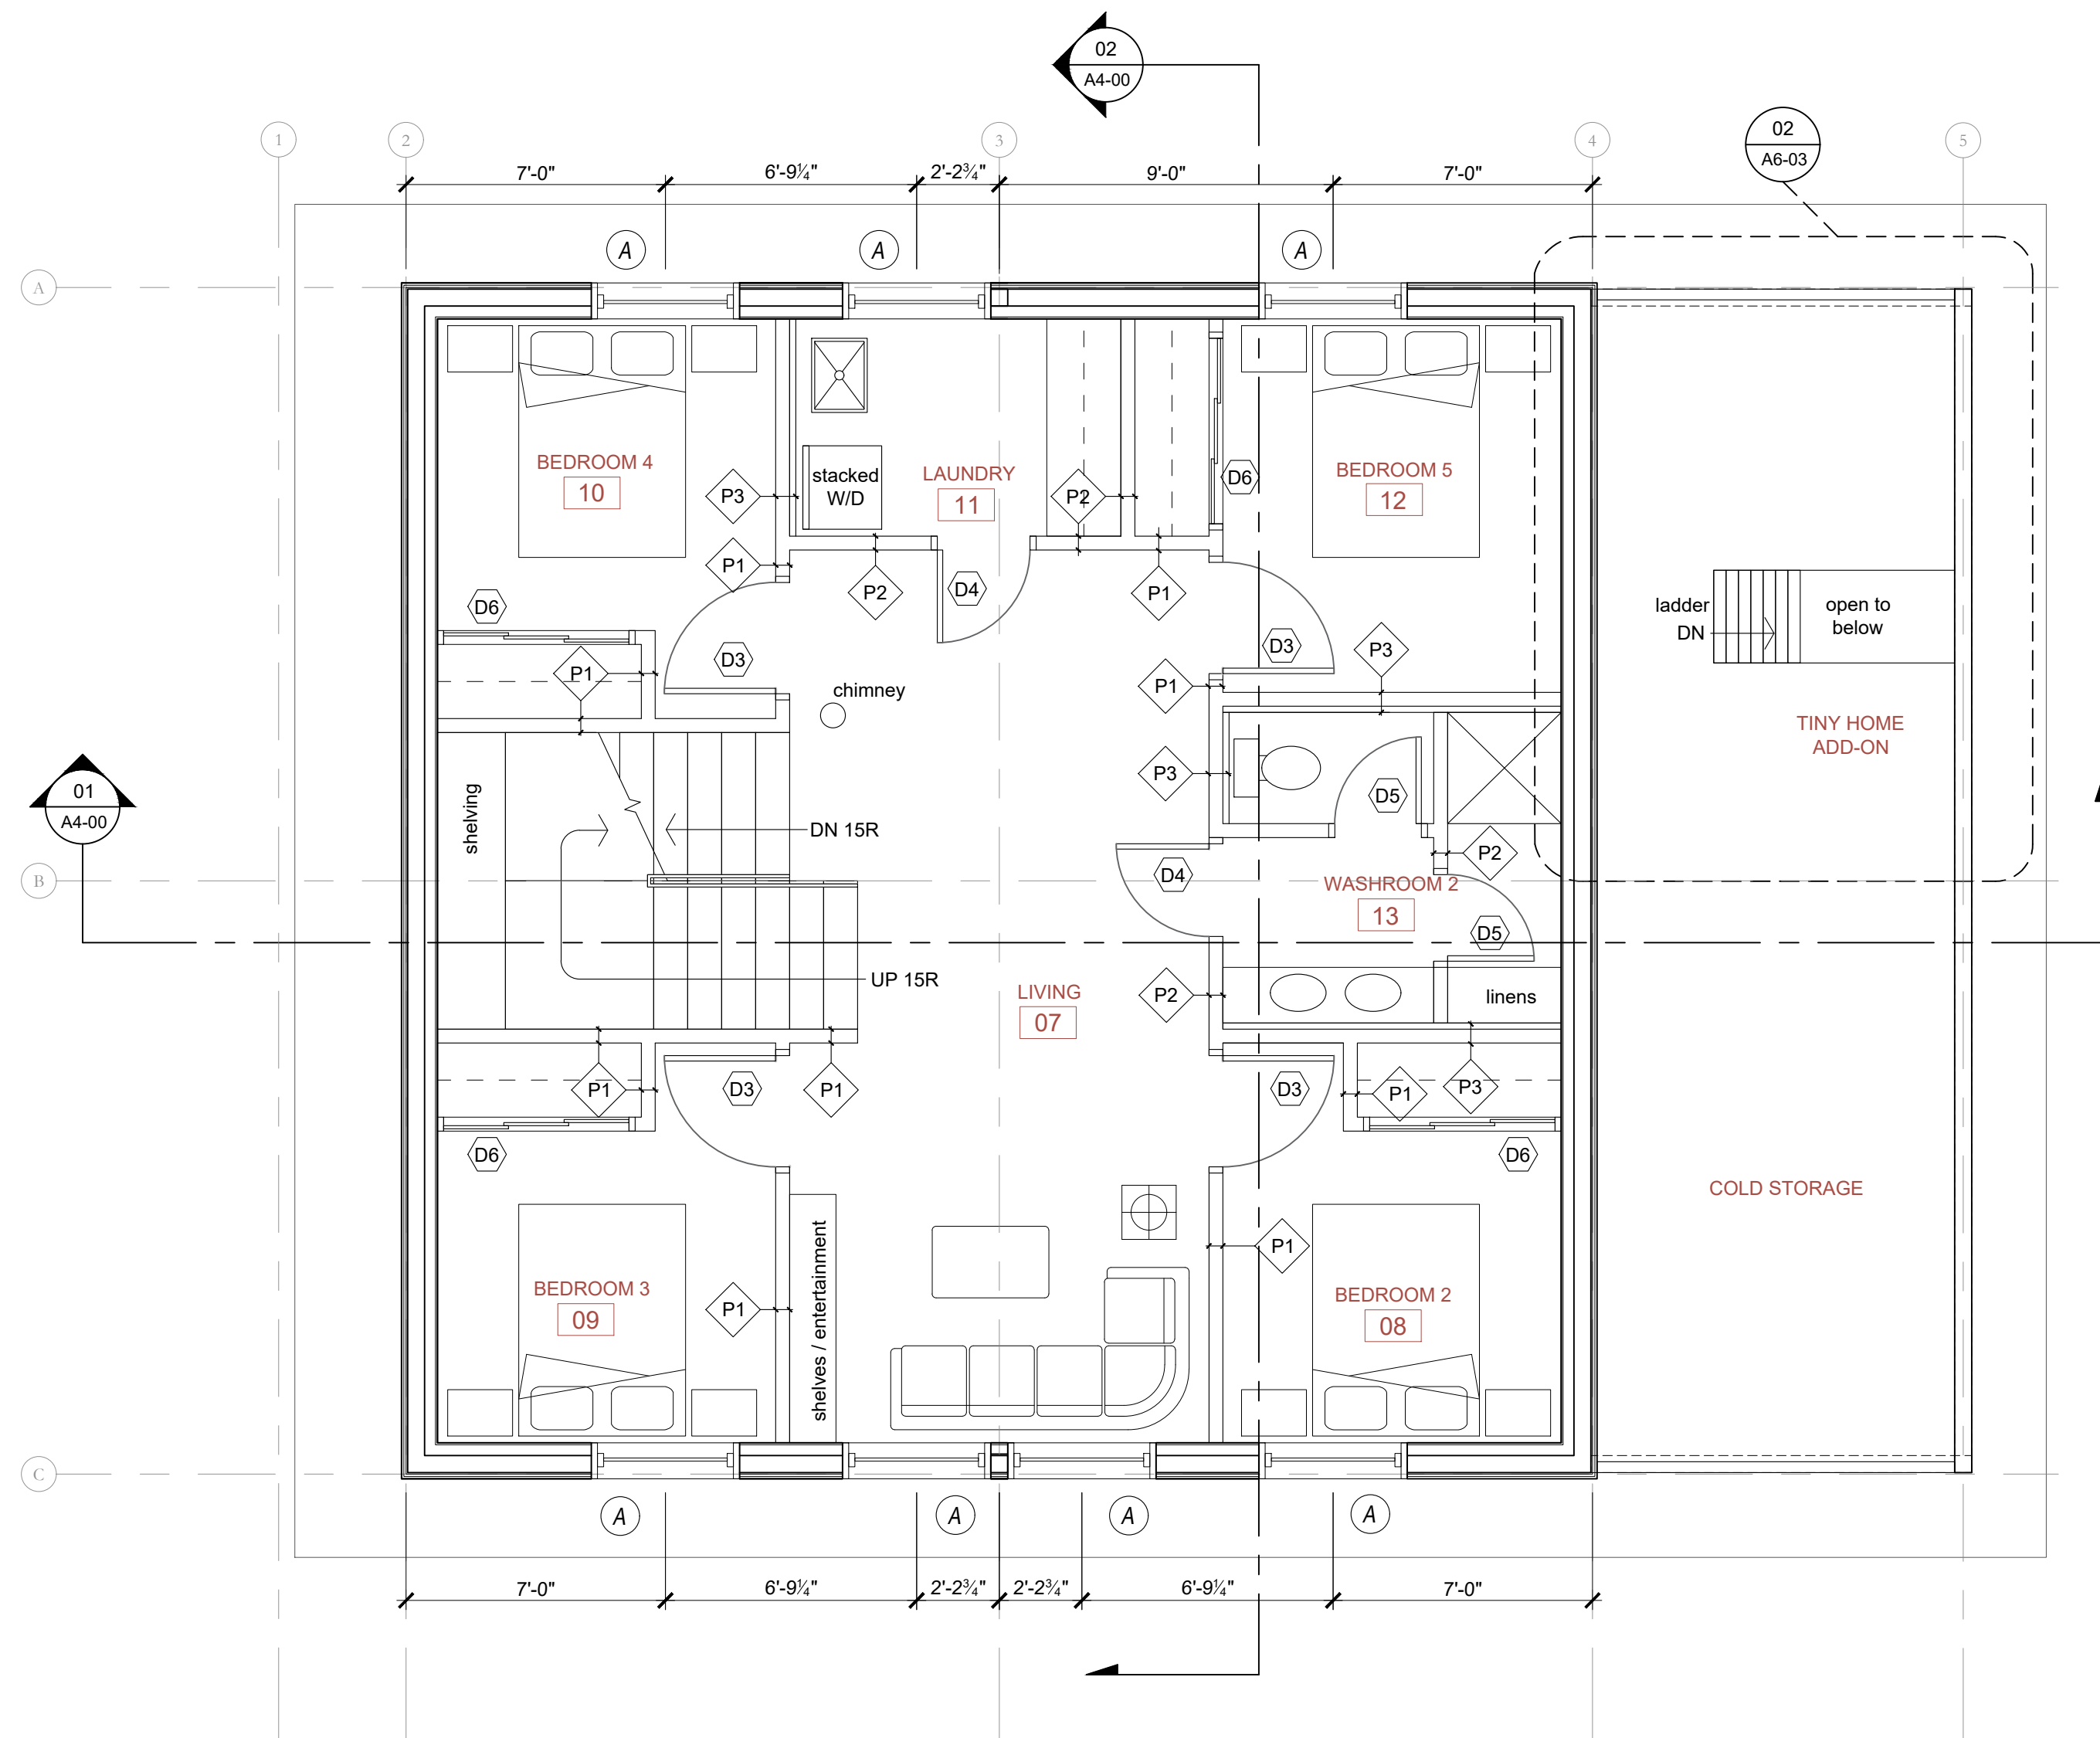 02
A4-00
1
2
3
4
02
A6-03
5
7'-0"
6'-9¼"
2'-2¾"
9'-0"
7'-0"
A
A
A
A
BEDROOM 4
10
P3
stacked
W/D
LAUNDRY
11
P2
D6
BEDROOM 5
12
P1
P2
D4
P1
D6
D3
P1
D3
P3
P1
chimney
ladder
DN
open to
below
TINY HOME
ADD-ON
01
A4-00
shelving
DN 15R
P3
D5
P2
B
D4
WASHROOM 2
13
D5
UP 15R
LIVING
07
P2
linens
P1
D3
P1
D3
P1
P3
D6
D6
COLD STORAGE
BEDROOM 3
09
P1
shelves / entertainment
P1
BEDROOM 2
08
C
A
A
A
A
7'-0"
6'-9¼"
2'-2¾"
2'-2¾"
6'-9¼"
7'-0"